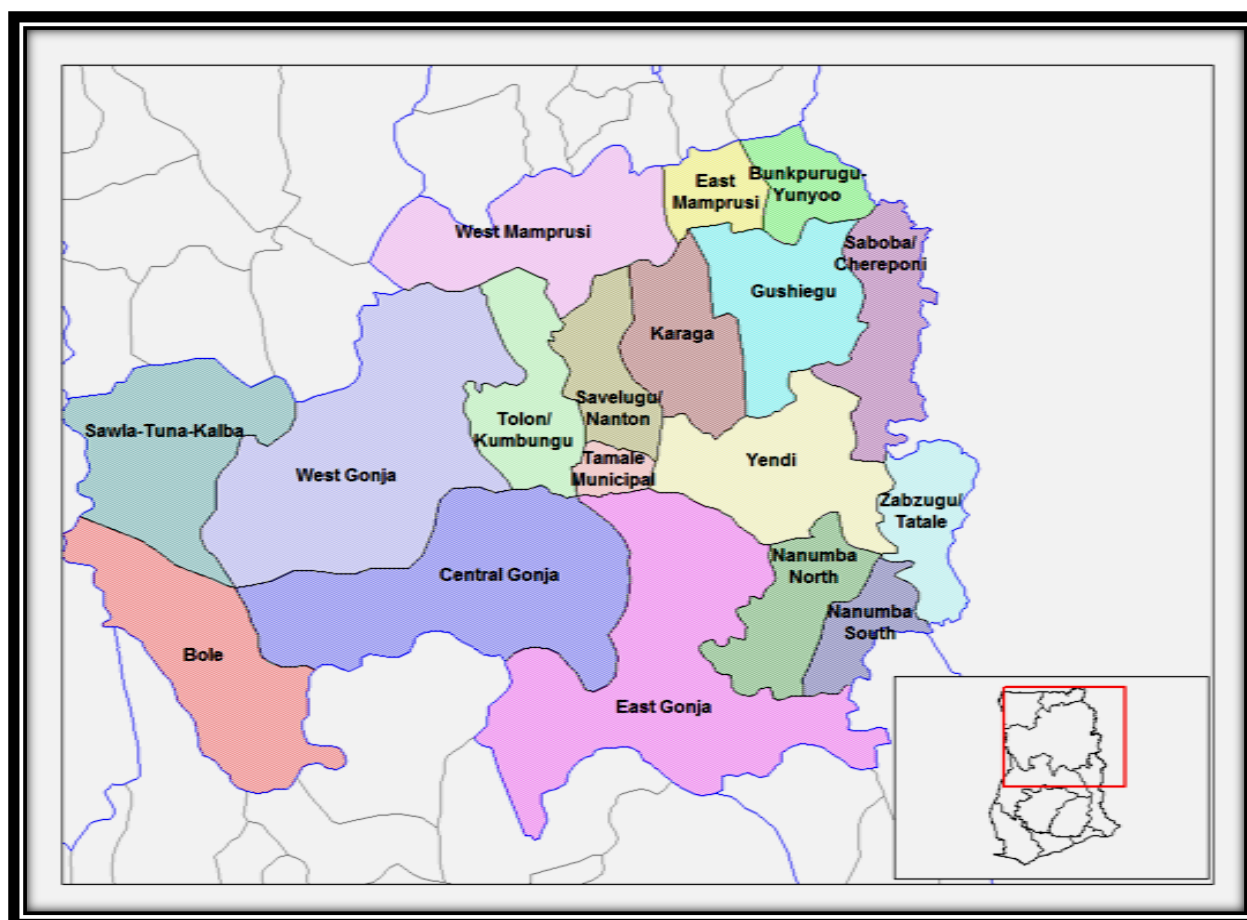 East
Mamprusi
Bunkpurugu-
Yunyoo
West Mamprusi
Saboba/
Chereponi
Gushiegu
Karaga
Savelugu/
Nanton
Tolon/
Kumbungu
Sawla-Tuna-Kalba
West Gonja
Tamale
Municipal
Yendi
Zabzugu/
Tatale
Nanumba
North
Central Gonja
Nanumba
South
Bole
East Gonja